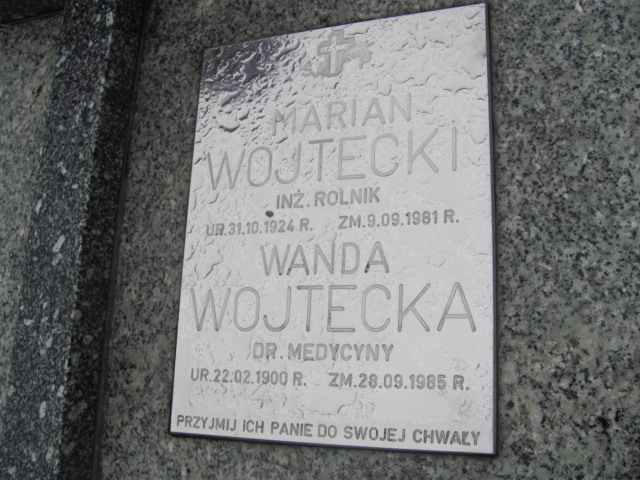 MARIAN
WOJTECKI
INŻ. ROLNIK
UR.31.10.1924 R. ZM.9.09.1981 R.
WANDA
WOJTECKA
DR. MEDYCYNY
UR.22.02.1900 R. ZM.28.09.1985 R.
PRZYJMIJ ICH PANIE DO SWOJEJ CHWAŁY